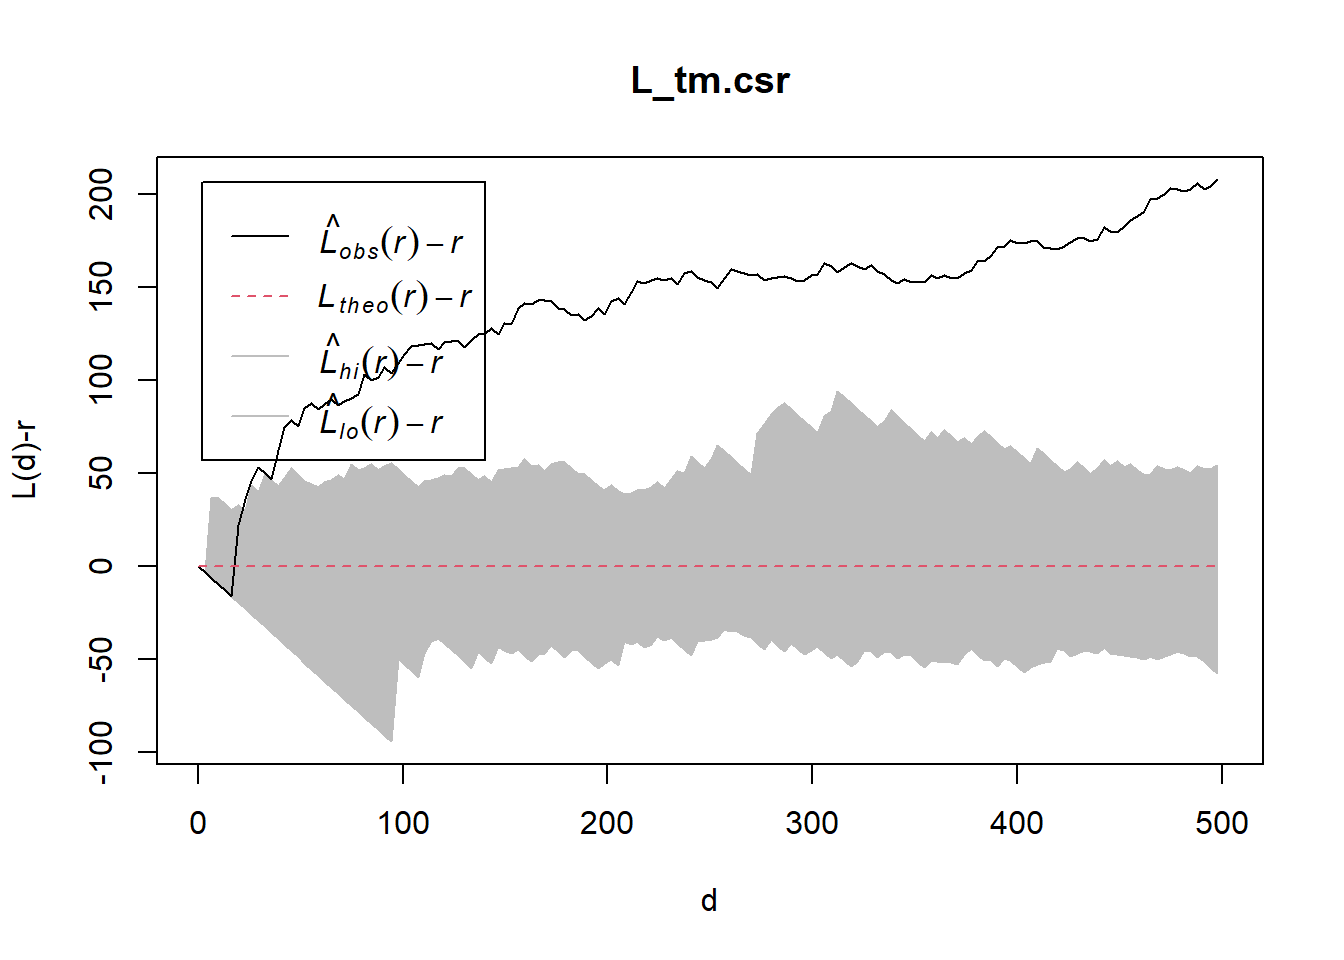 L_tm.csr
L̂obs(r) − r
Ltheo(r) − r
L̂hi(r) − r
L̂lo(r) − r
L(d)-r
200
150
100
50
0
-50
-100
0 100 200 300 400 500
d